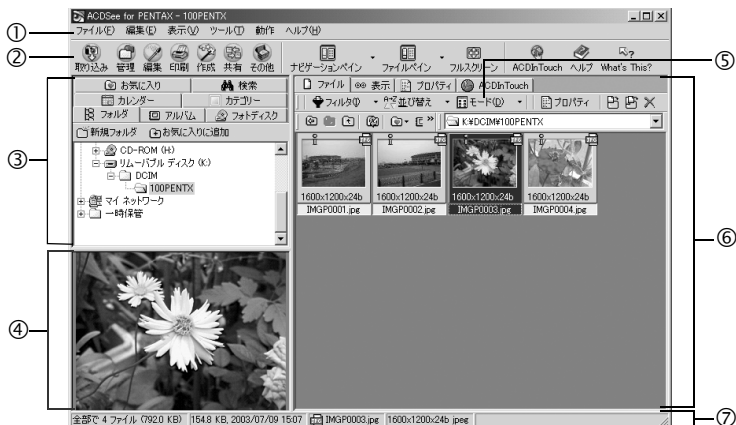 ACDSee for PENTAX - 100PENTX
① ファイル(F) 編集(E) 表示(V) ツール(T) 動作 ヘルプ(H)
② 取り込み 管理 編集 印刷 作成 共有 その他 ナビゲーションペイン ファイルペイン フルスクリーン ACDInTouch ヘルプ What's This?
⑤
お気に入り 検索
カレンダー カテゴリー
フォルダ アルバム フォトディスク
新規フォルダ お気に入りに追加
③
CD-ROM (H:)
リムーバブル ディスク (K:)
DCIM
100PENTX
マイ ネットワーク
一時保管
④
ファイル 表示 プロパティ ACDInTouch
フィルタ(I) 並び替え モード(D) プロパティ
K:¥DCIM¥100PENTX
1600x1200x24b 1600x1200x24b 1600x1200x24b 1600x1200x24b
IMGP0001.jpg IMGP0002.jpg IMGP0003.jpg IMGP0004.jpg
⑥
全部で 4 ファイル (792.0 KB) 154.8 KB, 2003/07/09 15:07 IMGP0003.jpg 1600x1200x24b jpeg
⑦